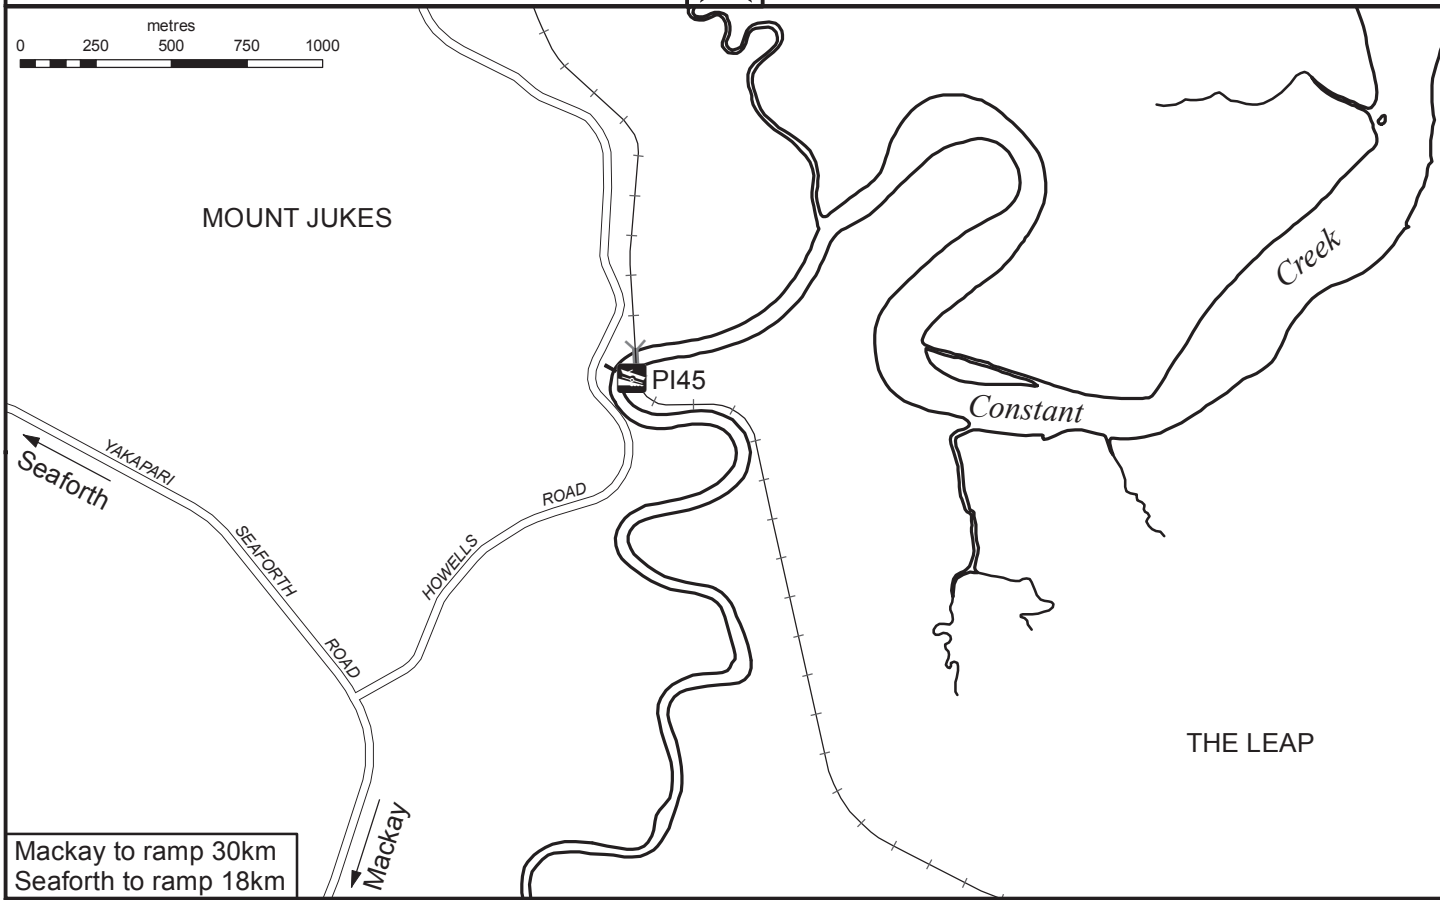 metres
0 250 500 750 1000
MOUNT JUKES
Creek
PI45
Constant
YAKAPARI
Seaforth
ROAD
SEAFORTH
HOWELLS
ROAD
THE LEAP
Mackay
Mackay to ramp 30km
Seaforth to ramp 18km